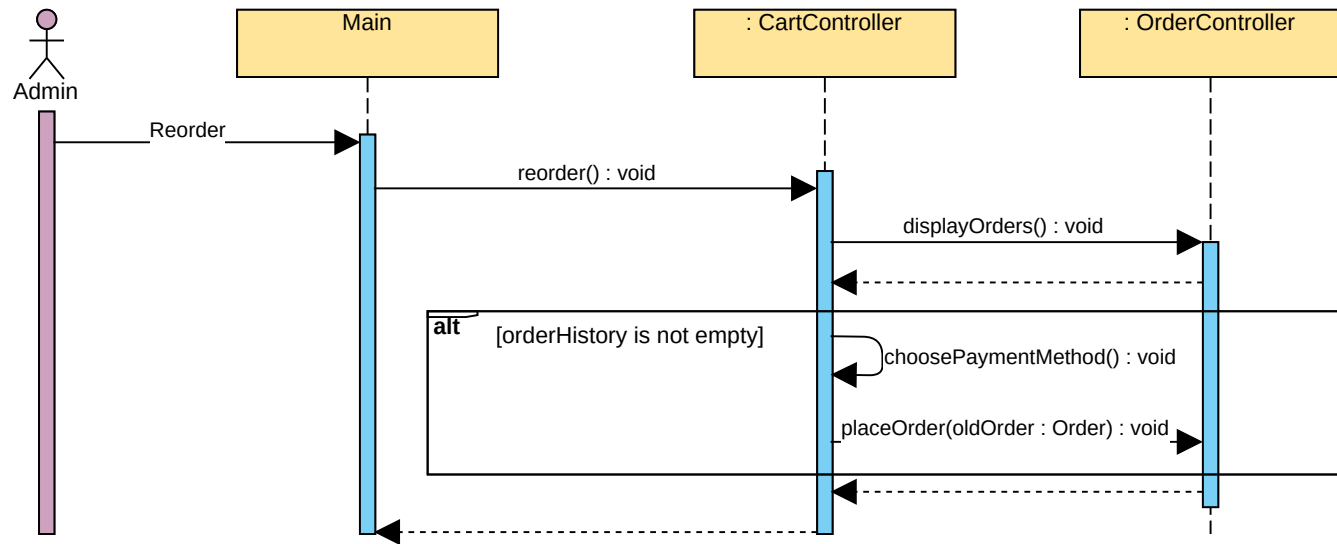 Main
: CartController
: OrderController
Admin
Reorder
reorder() : void
displayOrders() : void
alt
[orderHistory is not empty]
choosePaymentMethod() : void
placeOrder(oldOrder : Order) : void